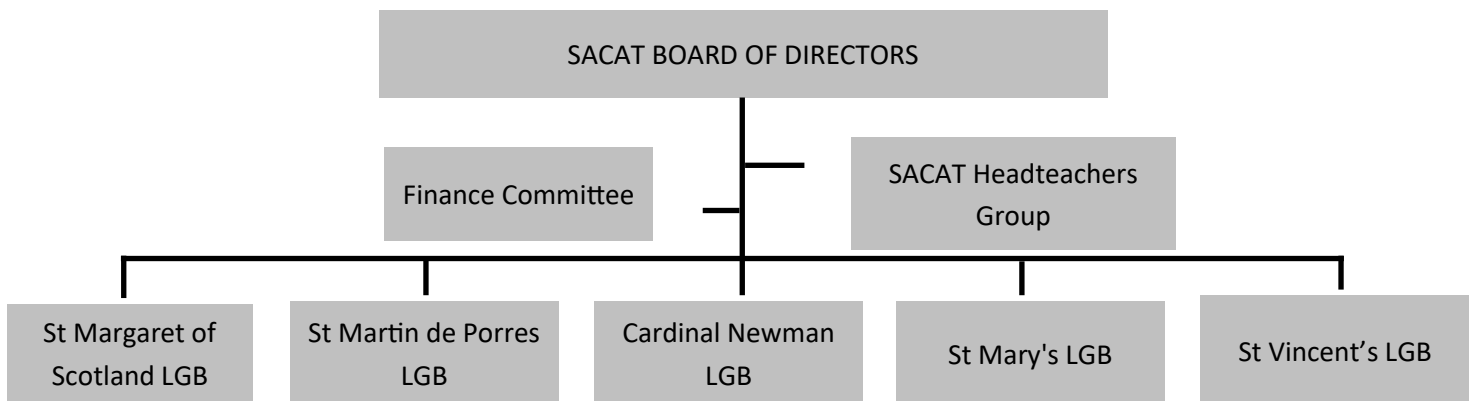 SACAT BOARD OF DIRECTORS
Finance Committee
SACAT Headteachers
Group
St Margaret of
Scotland LGB
St Martin de Porres
LGB
Cardinal Newman
LGB
St Mary's LGB
St Vincent’s LGB